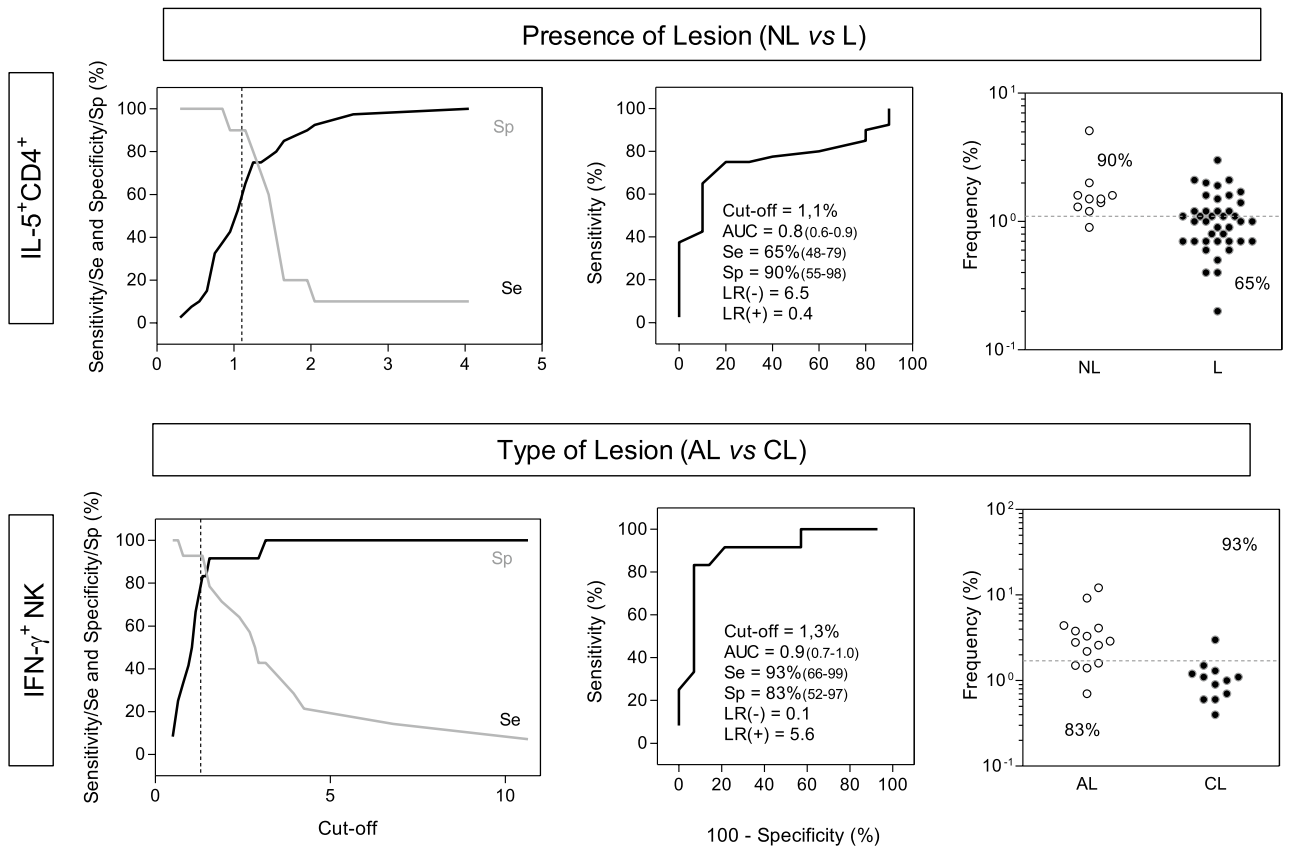 Presence of Lesion (NL vs L)
IL-5+CD4+
Sensitivity/Se and Specificity/Sp (%)
100
80
60
40
20
0
0 1 2 3 4 5
Sp
Se
Sensitivity (%)
100
80
60
40
20
0
0 20 40 60 80 100
Cut-off = 1,1%
AUC = 0.8(0.6-0.9)
Se = 65%(48-79)
Sp = 90%(55-98)
LR(-) = 6.5
LR(+) = 0.4
Frequency (%)
10¹
10⁰
10⁻¹
90%
65%
NL L
Type of Lesion (AL vs CL)
IFN-γ+ NK
Sensitivity/Se and Specificity/Sp (%)
100
80
60
40
20
0
0 5 10
Sp
Se
Cut-off
Sensitivity (%)
100
80
60
40
20
0
0 20 40 60 80 100
Cut-off = 1,3%
AUC = 0.9(0.7-1.0)
Se = 93%(66-99)
Sp = 83%(52-97)
LR(-) = 0.1
LR(+) = 5.6
100 - Specificity (%)
Frequency (%)
10²
10¹
10⁰
10⁻¹
93%
83%
AL CL